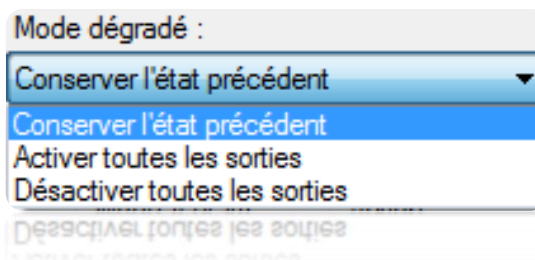 Mode dégradé :
Conserver l'état précédent
Conserver l'état précédent
Activer toutes les sorties
Désactiver toutes les sorties